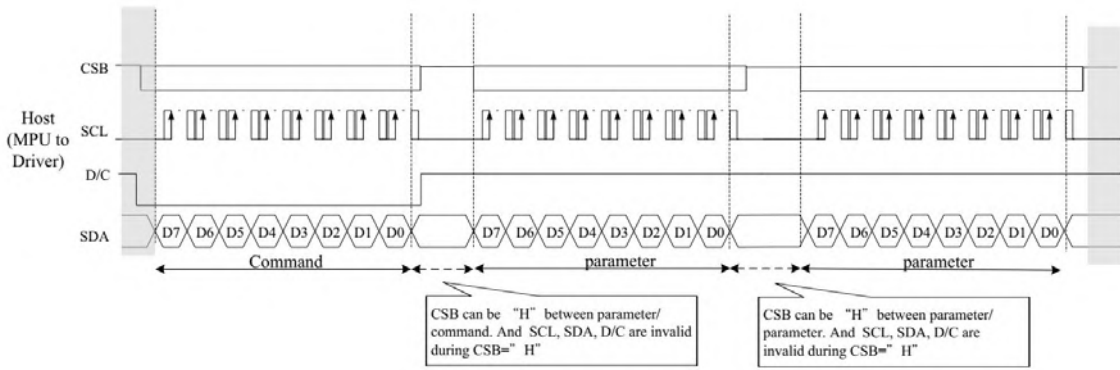 CSB
Host
(MPU to
Driver)
SCL
D/C
SDA
D7 D6 D5 D4 D3 D2 D1 D0
D7 D6 D5 D4 D3 D2 D1 D0
D7 D6 D5 D4 D3 D2 D1 D0
Command
parameter
parameter
CSB can be “H” between parameter/
command. And SCL, SDA, D/C are invalid
during CSB=” H”
CSB can be “H” between parameter/
parameter. And SCL, SDA, D/C are
invalid during CSB=” H”